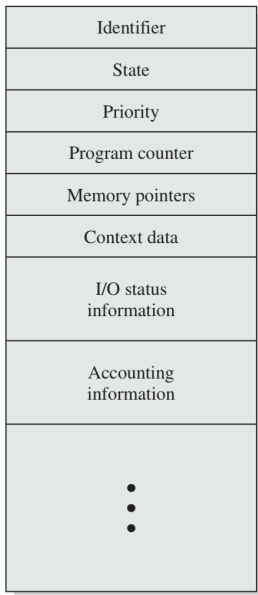 Identifier
State
Priority
Program counter
Memory pointers
Context data
I/O status
information
Accounting
information